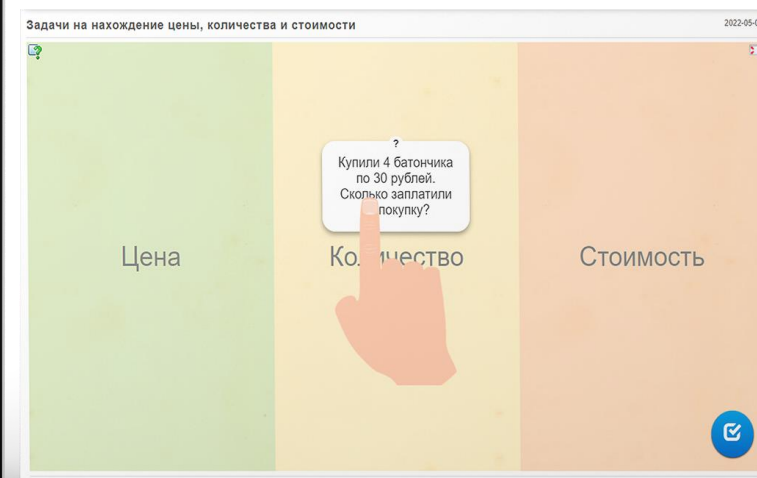 Задачи на нахождение цены, количества и стоимости
2022-05-0
?
Купили 4 батончика
по 30 рублей.
Сколько заплатили
покупку?
Цена
Количество
Стоимость